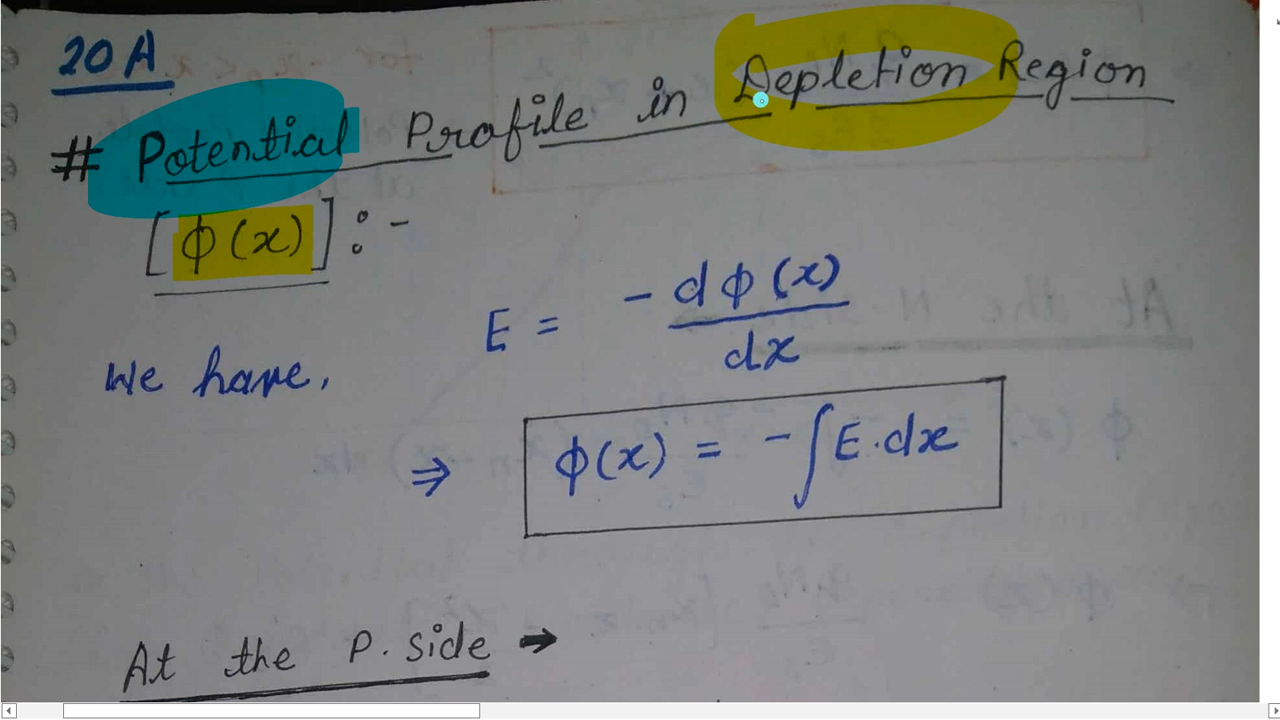 20A
# Potential Profile in Depletion Region
[ϕ(x)] :-
We have, E = -dϕ(x)/dx
⇒ ϕ(x) = -∫E.dx
At the P. side →